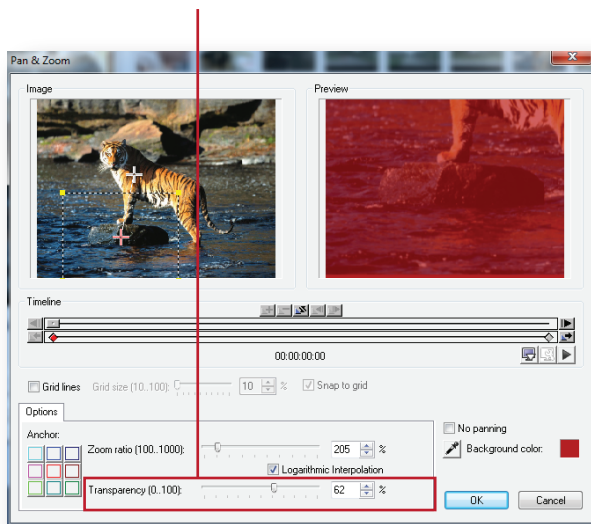 Pan & Zoom
Image
Preview
Timeline
00:00:00:00
Grid lines Grid size (10..100): 10 % Snap to grid
Options
Anchor:
Zoom ratio (100..1000): 205 %
Logarithmic Interpolation
Transparency (0..100): 62 %
No panning
Background color:
OK Cancel